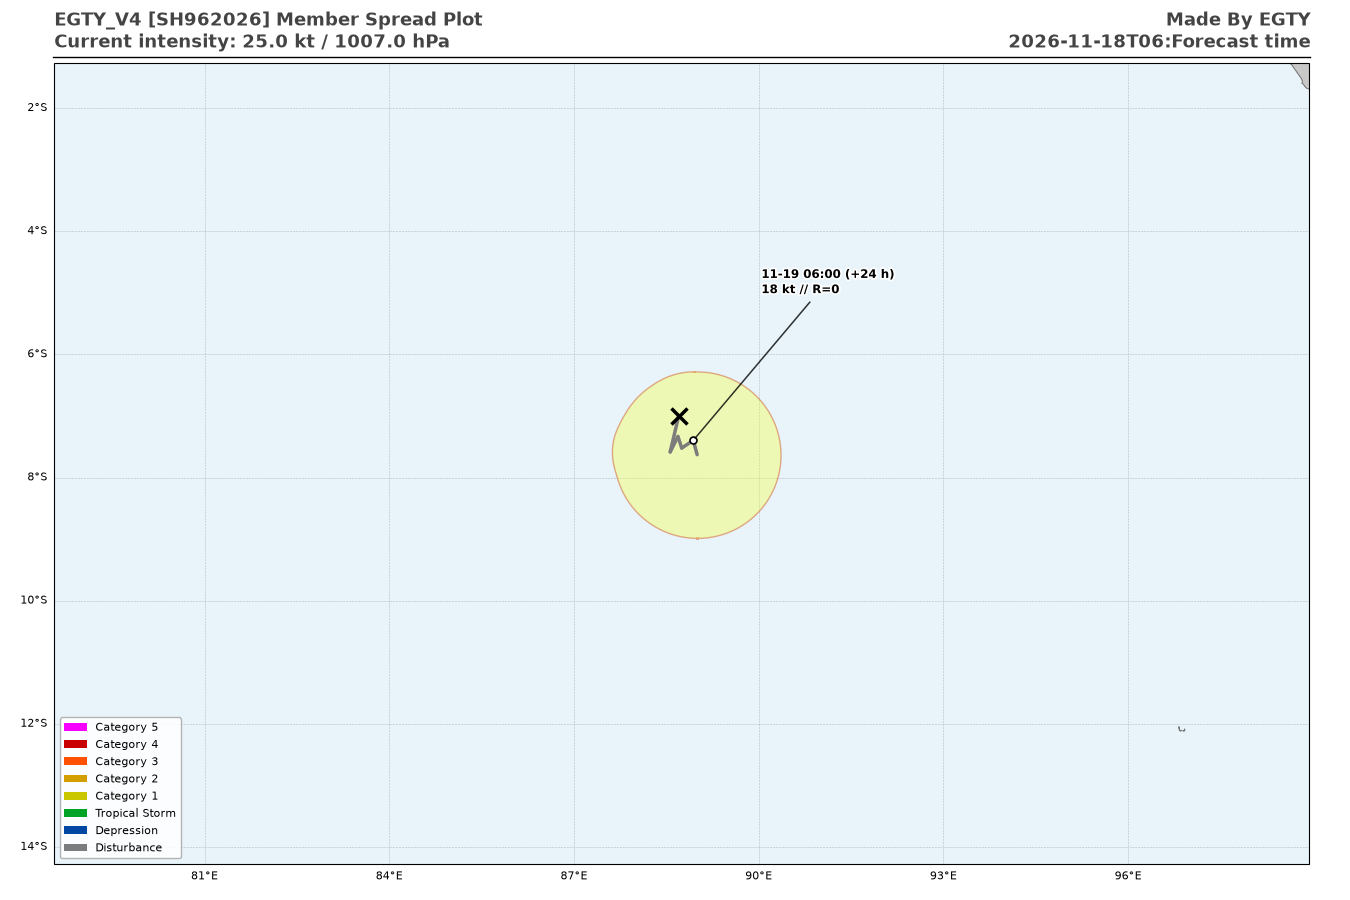 EGTY_V4 [SH962026] Member Spread Plot
Made By EGTY
Current intensity: 25.0 kt / 1007.0 hPa
2026-11-18T06:Forecast time
2°S
4°S
6°S
8°S
10°S
12°S
14°S
11-19 06:00 (+24 h)
18 kt // R=0
Category 5
Category 4
Category 3
Category 2
Category 1
Tropical Storm
Depression
Disturbance
81°E
84°E
87°E
90°E
93°E
96°E